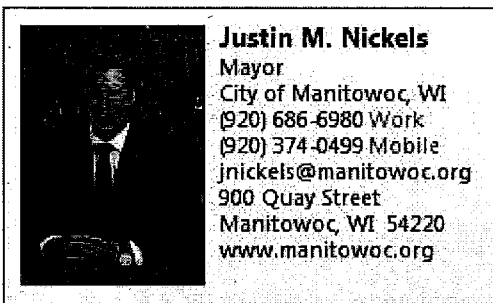 Justin M. Nickels
Mayor
City of Manitowoc, WI
(920) 686-6980 Work
(920) 374-0499 Mobile
jnickels@manitowoc.org
900 Quay Street
Manitowoc, WI 54220
www.manitowoc.org